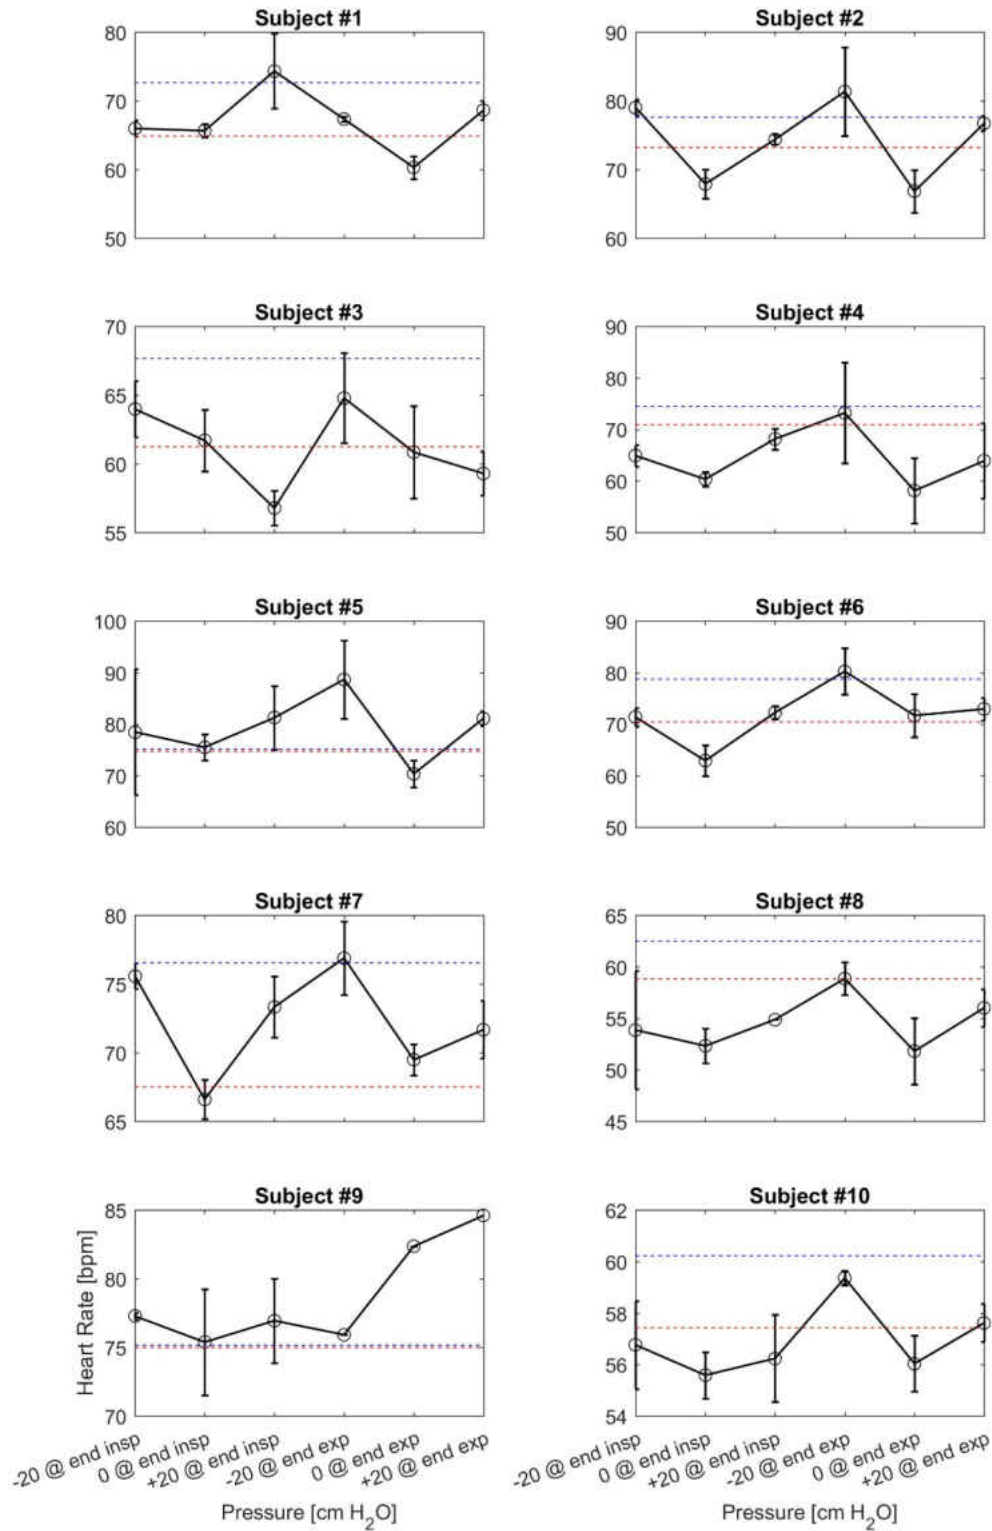 Subject #1
80
70
60
50
Subject #2
90
80
70
60
Subject #3
70
65
60
55
Subject #4
90
80
70
60
50
Subject #5
100
90
80
70
60
Subject #6
90
80
70
60
50
Subject #7
80
75
70
65
Subject #8
65
60
55
50
45
Subject #9
85
80
75
70
Heart Rate [bpm]
-20 @ end insp
0 @ end insp
+20 @ end insp
-20 @ end exp
0 @ end exp
+20 @ end exp
Pressure [cm H2O]
Subject #10
62
60
58
56
54
-20 @ end insp
0 @ end insp
+20 @ end insp
-20 @ end exp
0 @ end exp
+20 @ end exp
Pressure [cm H2O]